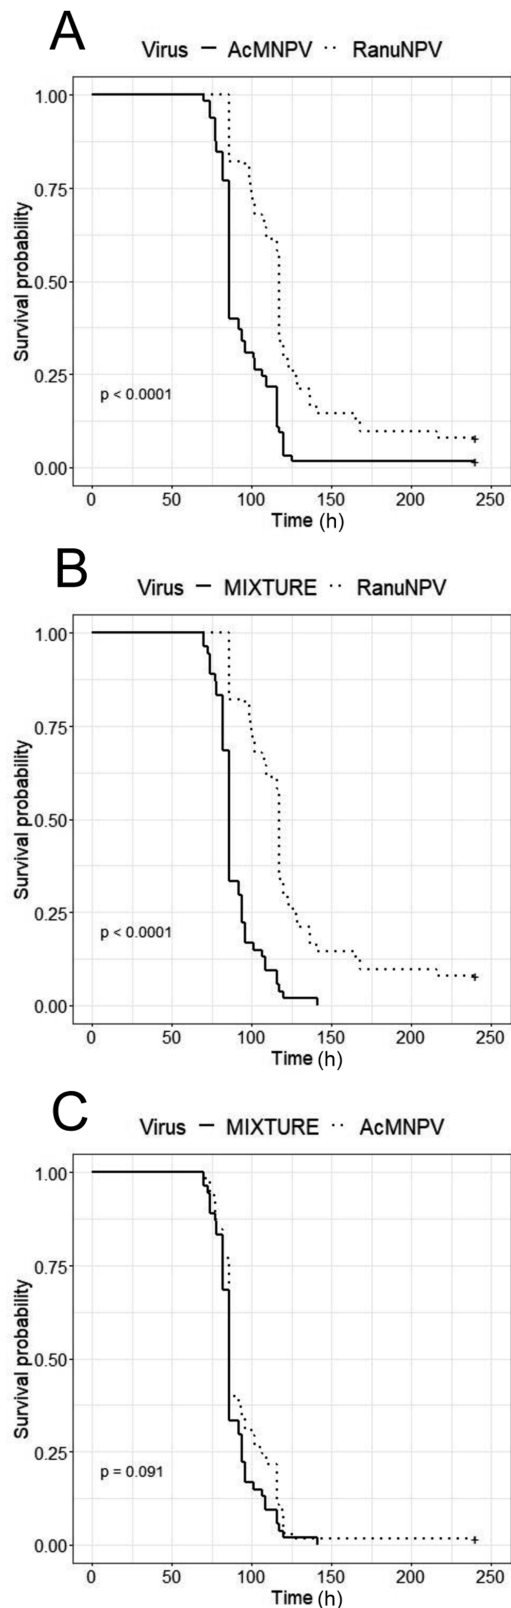 A
Virus — AcMNPV ·· RanuNPV
Survival probability
1.00
0.75
0.50
0.25
0.00
p < 0.0001
0 50 100 150 200 250
Time (h)
B
Virus — MIXTURE ·· RanuNPV
Survival probability
1.00
0.75
0.50
0.25
0.00
p < 0.0001
0 50 100 150 200 250
Time (h)
C
Virus — MIXTURE ·· AcMNPV
Survival probability
1.00
0.75
0.50
0.25
0.00
p = 0.091
0 50 100 150 200 250
Time (h)